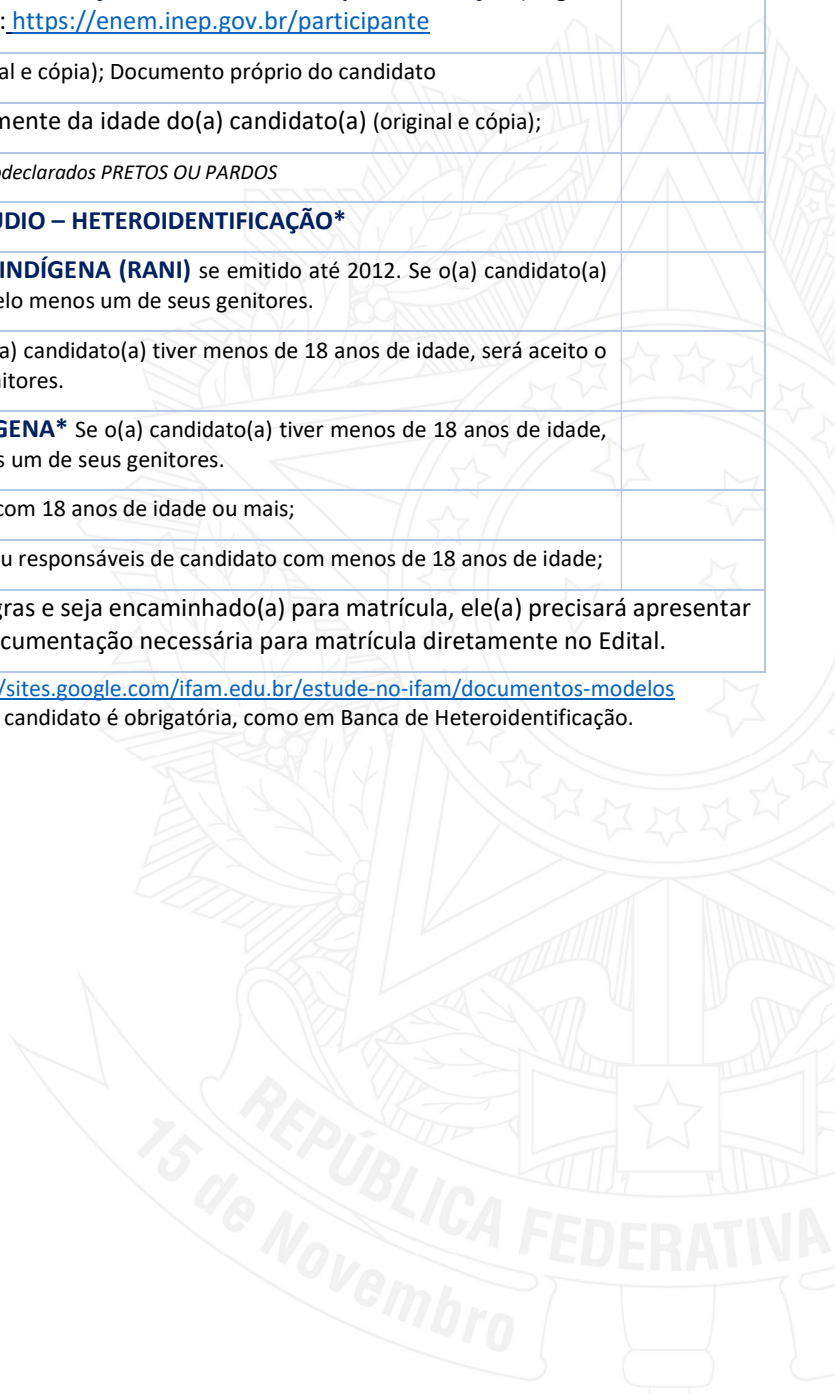 : https://enem.inep.gov.br/participante
al e cópia); Documento próprio do candidato
mente da idade do(a) candidato(a) (original e cópia);
odeclarados PRETOS OU PARDOS
UDIO – HETEROIDENTIFICAÇÃO*
INDÍGENA (RANI) se emitido até 2012. Se o(a) candidato(a)
elo menos um de seus genitores.
a) candidato(a) tiver menos de 18 anos de idade, será aceito o
nitores.
GENA* Se o(a) candidato(a) tiver menos de 18 anos de idade,
s um de seus genitores.
com 18 anos de idade ou mais;
u responsáveis de candidato com menos de 18 anos de idade;
gras e seja encaminhado(a) para matrícula, ele(a) precisará apresentar
ocumentação necessária para matrícula diretamente no Edital.
/sites.google.com/ifam.edu.br/estude-no-ifam/documentos-modelos
candidato é obrigatória, como em Banca de Heteroidentificação.
REPÚBLICA FEDERATIVA
15 de Novembro